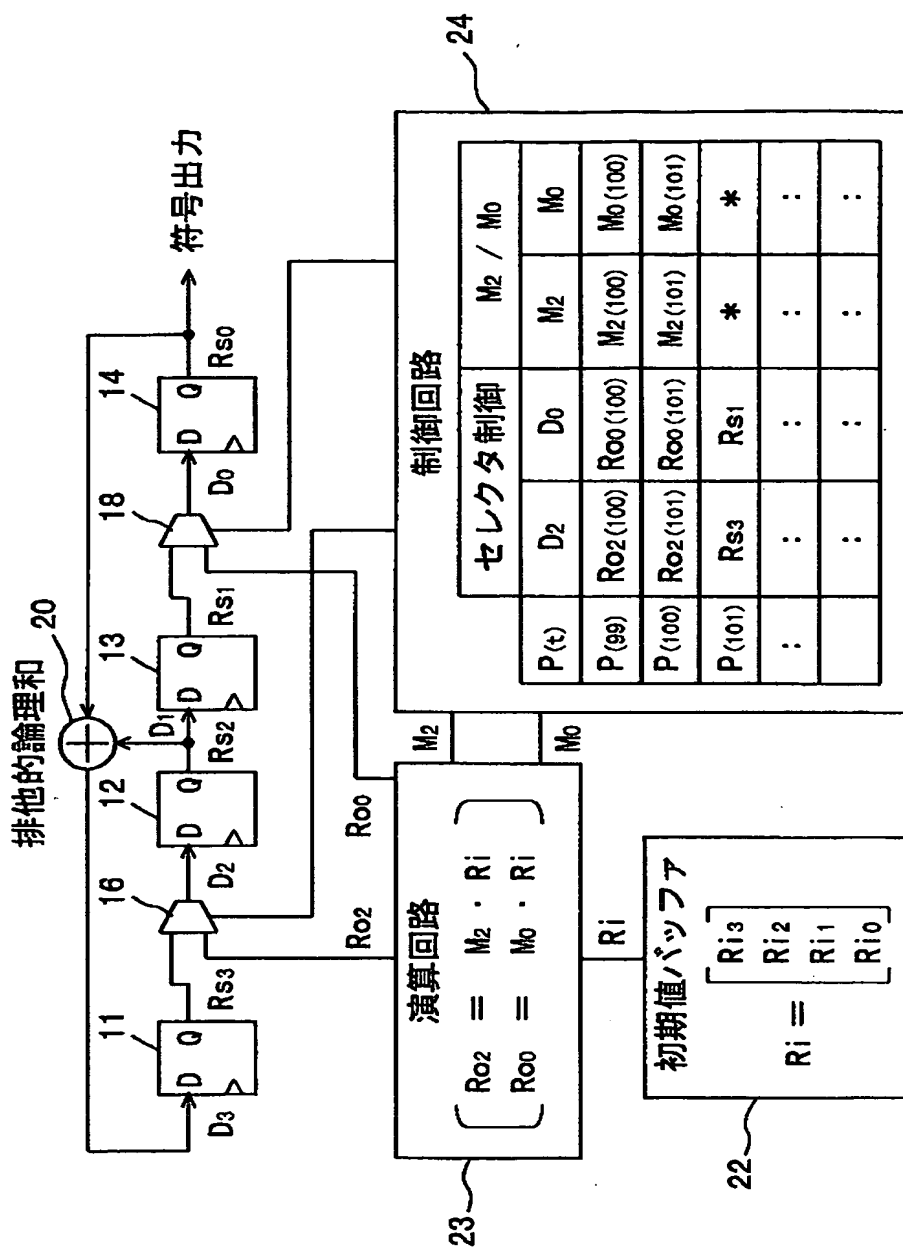 排他的論理和
20
符号出力
11
12
13
14
16
18
D Q
D Q
D Q
D Q
D3
Rs3
D2
Rs2
D1
Rs1
D0
Rs0
Ro2
Ro0
24
制御回路
セレクタ制御 M2 / M0
P(t) D2 D0 M2 M0
P(99) Ro2(100) Ro0(100) M2(100) M0(100)
P(100) Ro2(101) Ro0(101) M2(101) M0(101)
P(101) Rs3 Rs1 * *
: : : : :
: : : :
M2
M0
23
演算回路
Ro2 = M2 · Ri
Ro0 = M0 · Ri
Ri
22
初期値バッファ
Ri =
Ri3
Ri2
Ri1
Ri0